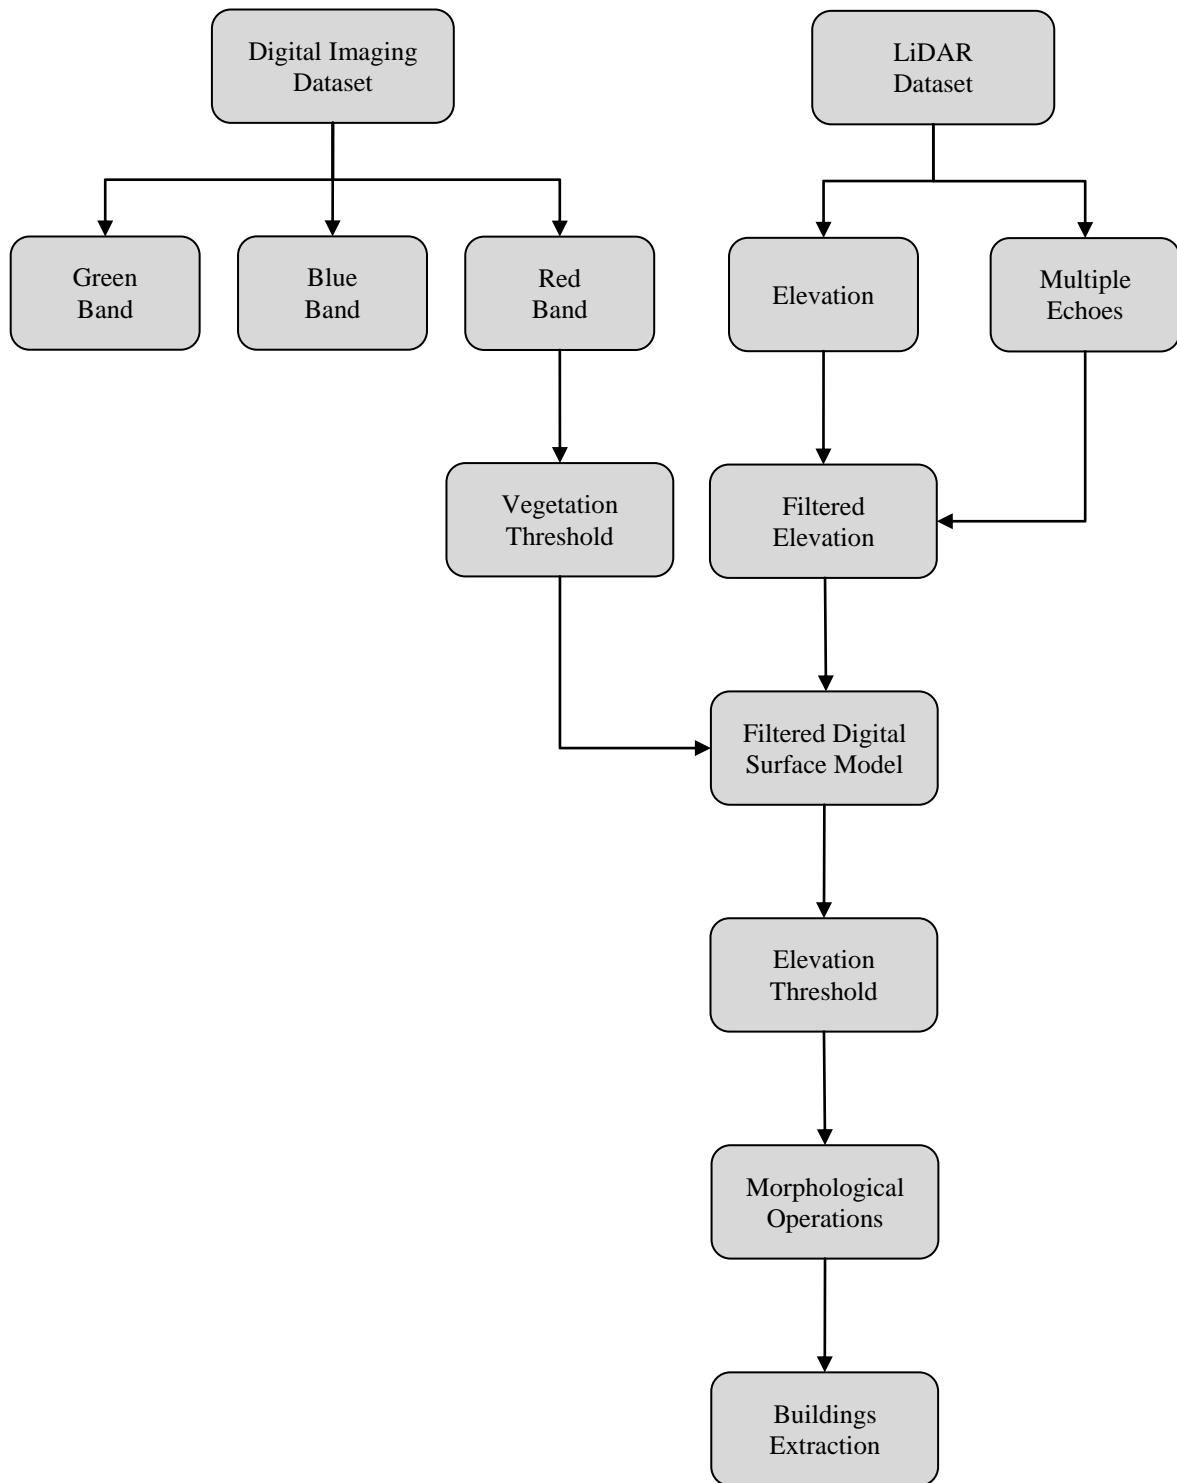 Digital Imaging
Dataset
LiDAR
Dataset
Green
Band
Blue
Band
Red
Band
Elevation
Multiple
Echoes
Vegetation
Threshold
Filtered
Elevation
Filtered Digital
Surface Model
Elevation
Threshold
Morphological
Operations
Buildings
Extraction